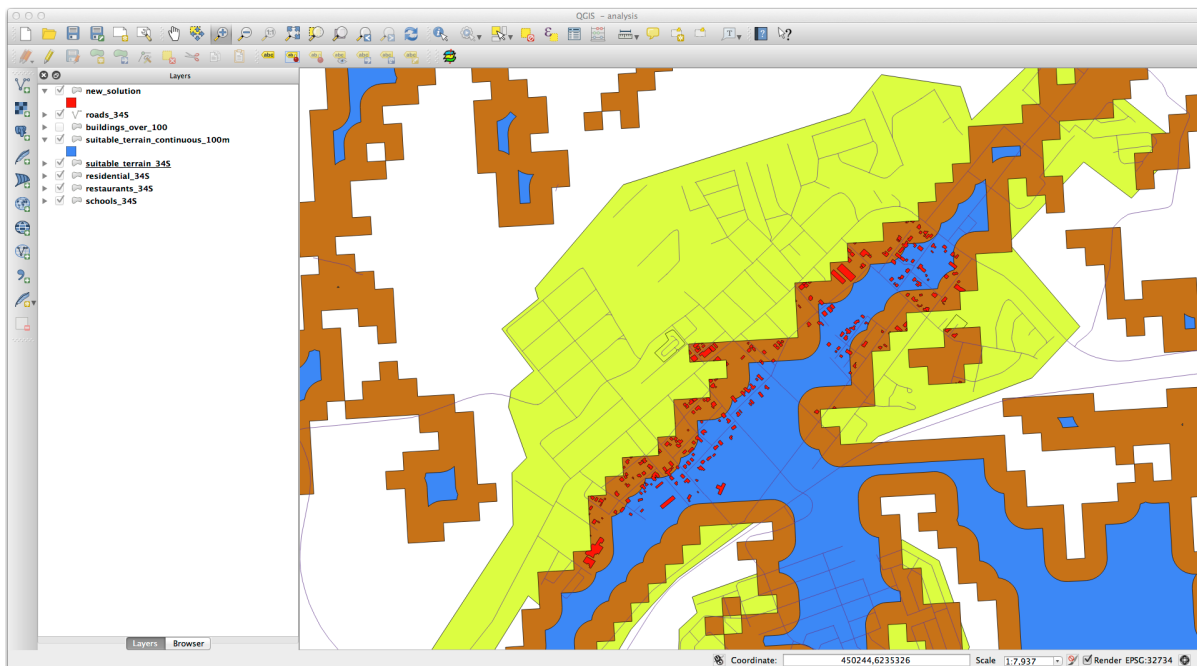 QGIS - analysis
Layers
new_solution
roads_34S
buildings_over_100
suitable_terrain_continuous_100m
suitable_terrain_34S
residential_34S
restaurants_34S
schools_34S
Layers Browser
Coordinate: 450244,6235326 Scale 1:7,937 Render EPSG:32734